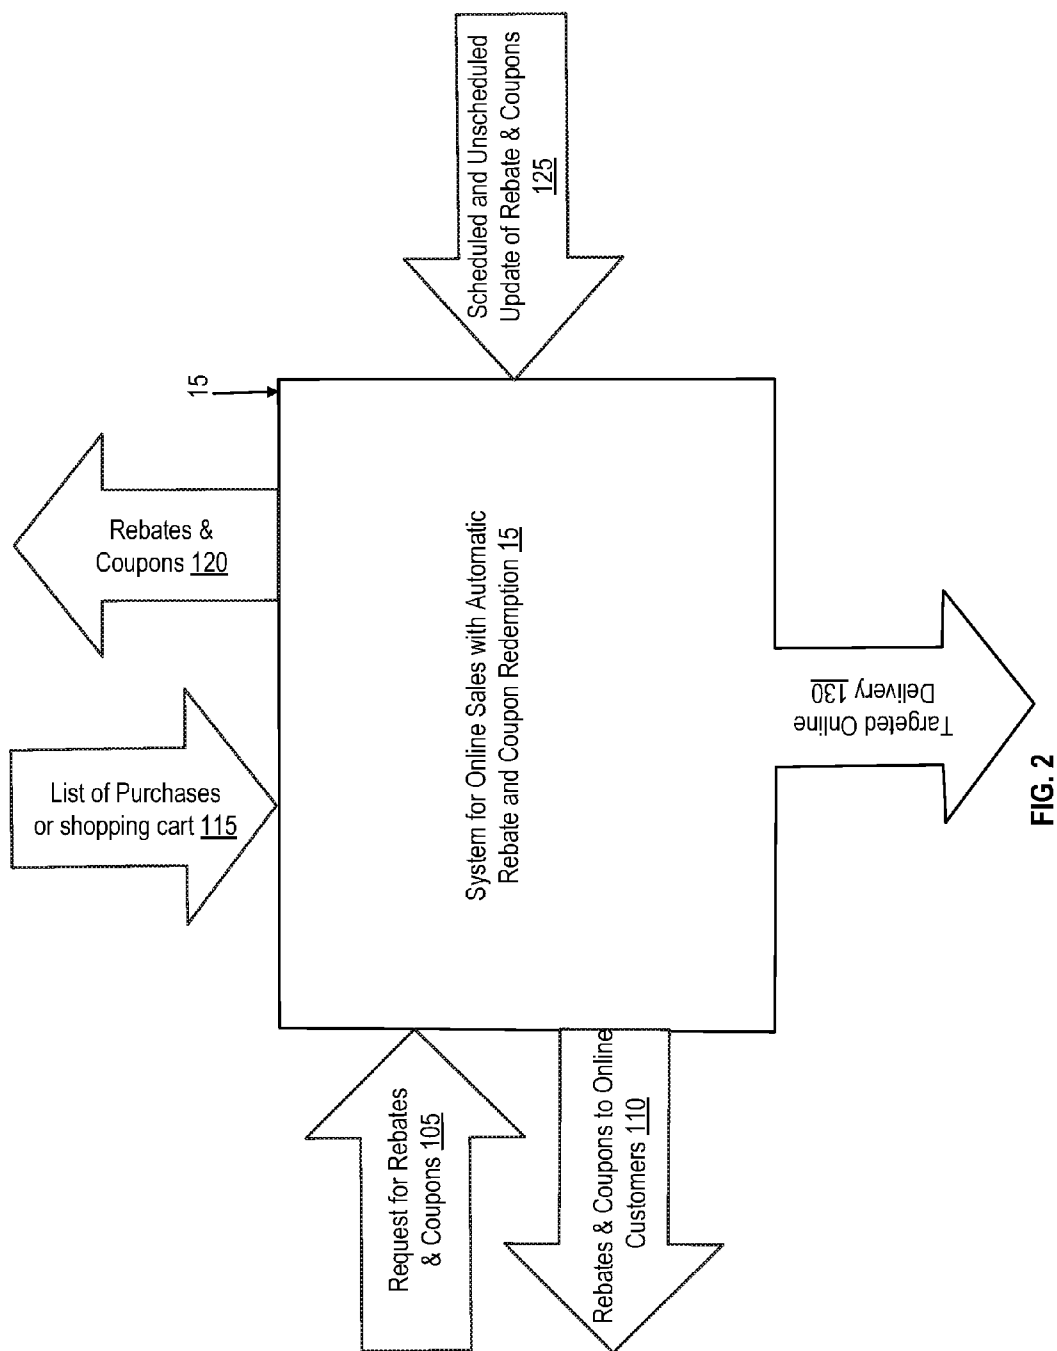 Scheduled and Unscheduled
Update of Rebate & Coupons
125
15
Rebates &
Coupons 120
List of Purchases
or shopping cart 115
System for Online Sales with Automatic
Rebate and Coupon Redemption 15
Request for Rebates
& Coupons 105
Rebates & Coupons to Online
Customers 110
Targeted Online
Delivery 130
FIG. 2